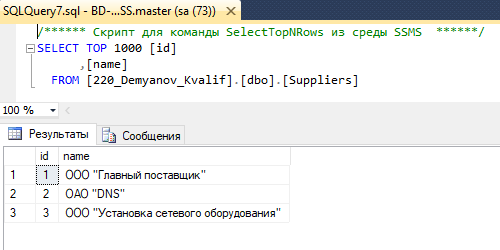 SQLQuery7.sql - BD-...SS.master (sa (73))
/****** Скрипт для команды SelectTopNRows из среды SSMS ******/
SELECT TOP 1000 [id]
,[name]
FROM [220_Demyanov_Kvalif].[dbo].[Suppliers]
100 %
Результаты Сообщения
id name
1 1 ООО "Главный поставщик"
2 2 ОАО "DNS"
3 3 ООО "Установка сетевого оборудования"